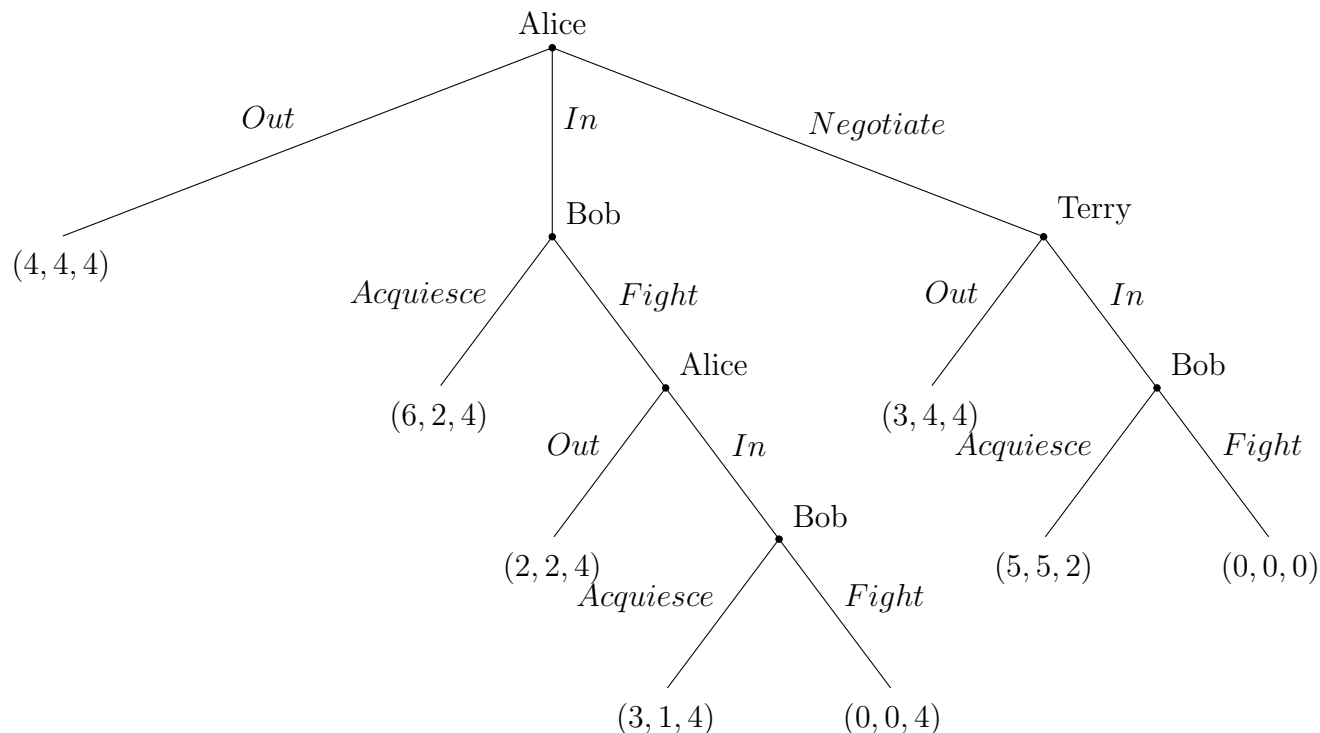 Alice
Out
In
Negotiate
Bob
Terry
(4, 4, 4)
Acquiesce
Fight
Out
In
Alice
Bob
(6, 2, 4)
(3, 4, 4)
Out
In
Acquiesce
Fight
Bob
(2, 2, 4)
(5, 5, 2)
(0, 0, 0)
Acquiesce
Fight
(3, 1, 4)
(0, 0, 4)